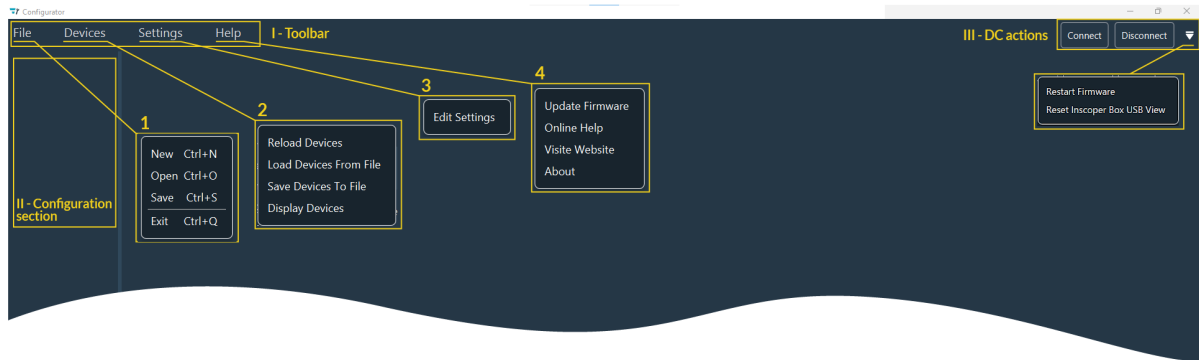 Configurator
File Devices Settings Help I - Toolbar
III - DC actions Connect Disconnect
1
New Ctrl+N
Open Ctrl+O
Save Ctrl+S
Exit Ctrl+Q
2
Reload Devices
Load Devices From File
Save Devices To File
Display Devices
3
Edit Settings
4
Update Firmware
Online Help
Visite Website
About
Restart Firmware
Reset Inscoper Box USB View
II - Configuration
section